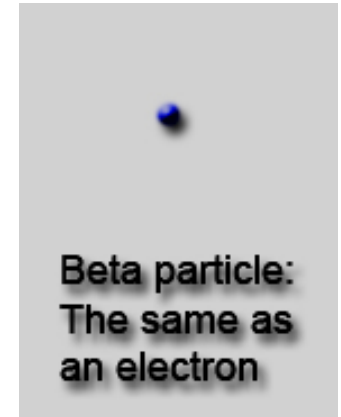 Beta particle:
The same as
an electron